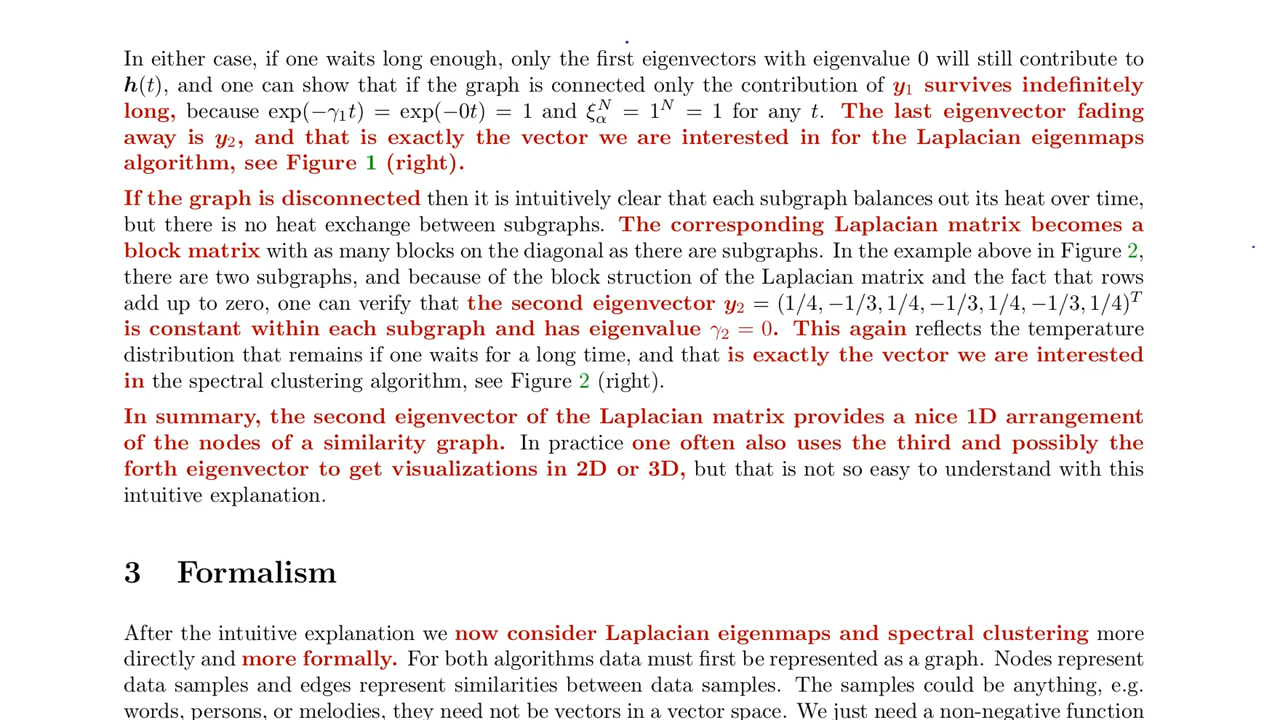 In either case, if one waits long enough, only the first eigenvectors with eigenvalue 0 will still contribute to
h(t), and one can show that if the graph is connected only the contribution of y₁ survives indefinitely
long, because exp(−γ₁t) = exp(−0t) = 1 and ξ_α^N = 1^N = 1 for any t. The last eigenvector fading
away is y₂, and that is exactly the vector we are interested in for the Laplacian eigenmaps
algorithm, see Figure 1 (right).
If the graph is disconnected then it is intuitively clear that each subgraph balances out its heat over time,
but there is no heat exchange between subgraphs. The corresponding Laplacian matrix becomes a
block matrix with as many blocks on the diagonal as there are subgraphs. In the example above in Figure 2,
there are two subgraphs, and because of the block struction of the Laplacian matrix and the fact that rows
add up to zero, one can verify that the second eigenvector y₂ = (1/4, −1/3, 1/4, −1/3, 1/4, −1/3, 1/4)^T
is constant within each subgraph and has eigenvalue γ₂ = 0. This again reflects the temperature
distribution that remains if one waits for a long time, and that is exactly the vector we are interested
in the spectral clustering algorithm, see Figure 2 (right).
In summary, the second eigenvector of the Laplacian matrix provides a nice 1D arrangement
of the nodes of a similarity graph. In practice one often also uses the third and possibly the
forth eigenvector to get visualizations in 2D or 3D, but that is not so easy to understand with this
intuitive explanation.
3 Formalism
After the intuitive explanation we now consider Laplacian eigenmaps and spectral clustering more
directly and more formally. For both algorithms data must first be represented as a graph. Nodes represent
data samples and edges represent similarities between data samples. The samples could be anything, e.g.
words, persons, or melodies, they need not be vectors in a vector space. We just need a non-negative function